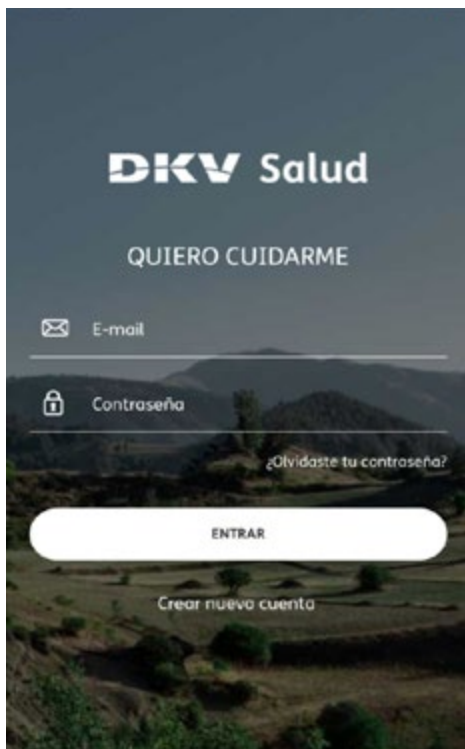 DKV Salud
QUIERO CUIDARME
E-mail
Contraseña
¿Olvidaste tu contraseña?
ENTRAR
Crear nueva cuenta